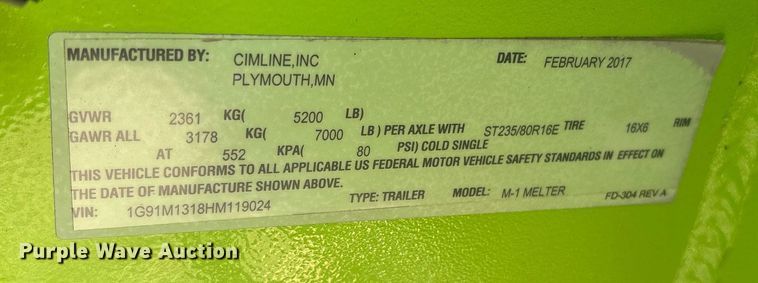 MANUFACTURED BY: CIMLINE,INC DATE: FEBRUARY 2017
PLYMOUTH,MN
GVWR 2361 KG( 5200 LB)
GAWR ALL 3178 KG( 7000 LB ) PER AXLE WITH ST235/80R16E TIRE 16X6 RIM
AT 552 KPA( 80 PSI) COLD SINGLE
THIS VEHICLE CONFORMS TO ALL APPLICABLE US FEDERAL MOTOR VEHICLE SAFETY STANDARDS IN EFFECT ON
THE DATE OF MANUFACTURE SHOWN ABOVE.
VIN: 1G91M1318HM119024 TYPE: TRAILER MODEL: M-1 MELTER FD-304 REV A
Purple Wave Auction